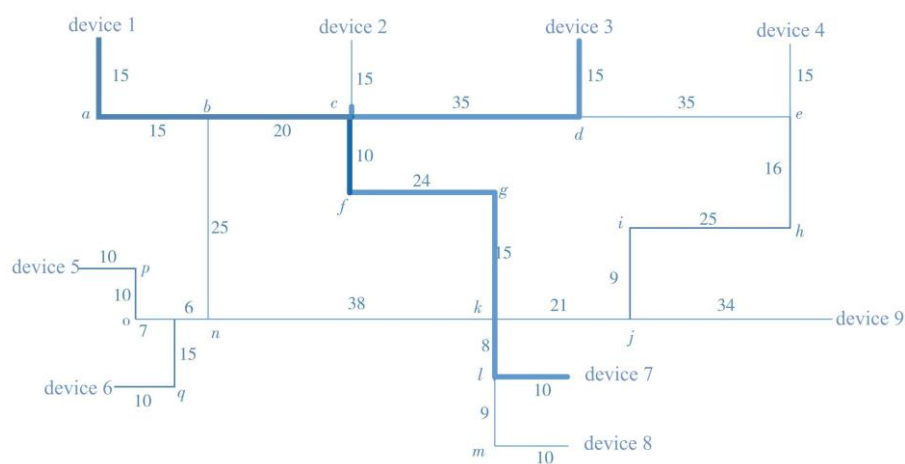 device 1
device 2
device 3
device 4
15
15
15
15
a
b
c
35
35
e
15
20
d
10
16
24
f
g
i
25
h
25
15
10
device 5
p
9
10
6
38
k
21
34
o
7
n
j
device 9
15
8
l
device 7
device 6
10
q
10
9
device 8
m
10